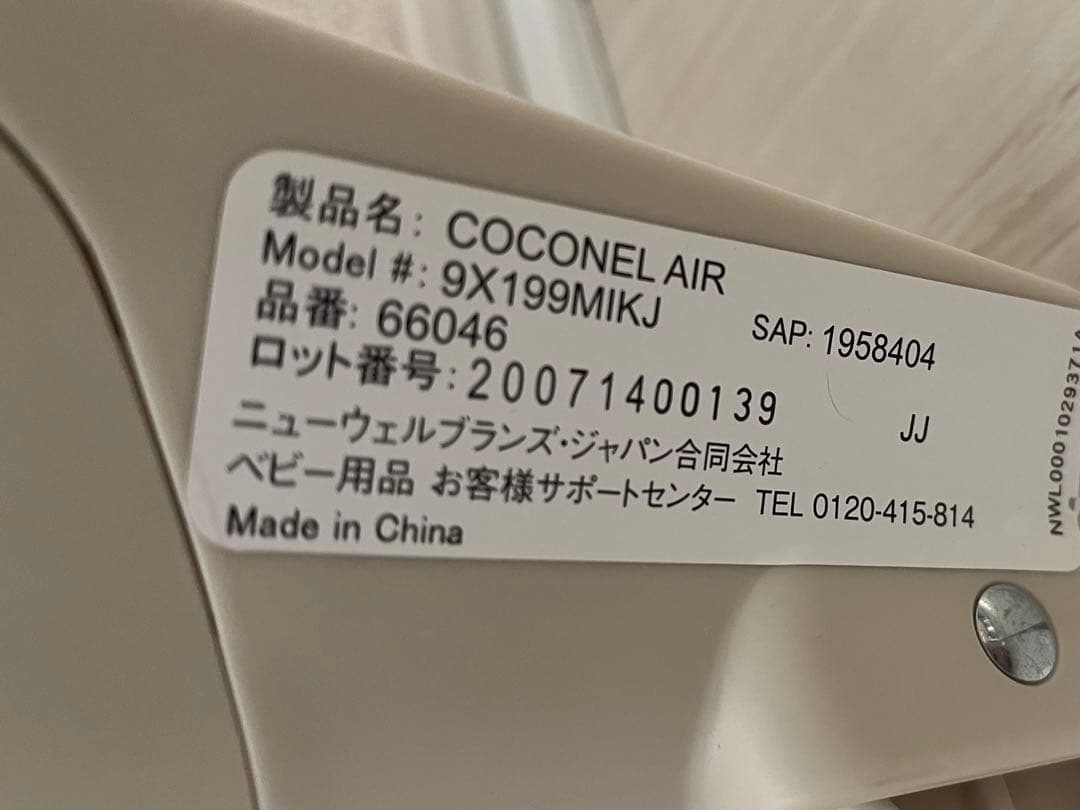 製品名: COCONEL AIR
Model #: 9X199MIKJ
SAP: 1958404
品番: 66046
ロット番号: 20071400139
JJ
ニューウェルブランズ・ジャパン合同会社
ベビー用品 お客様サポートセンター TEL 0120-415-814
Made in China